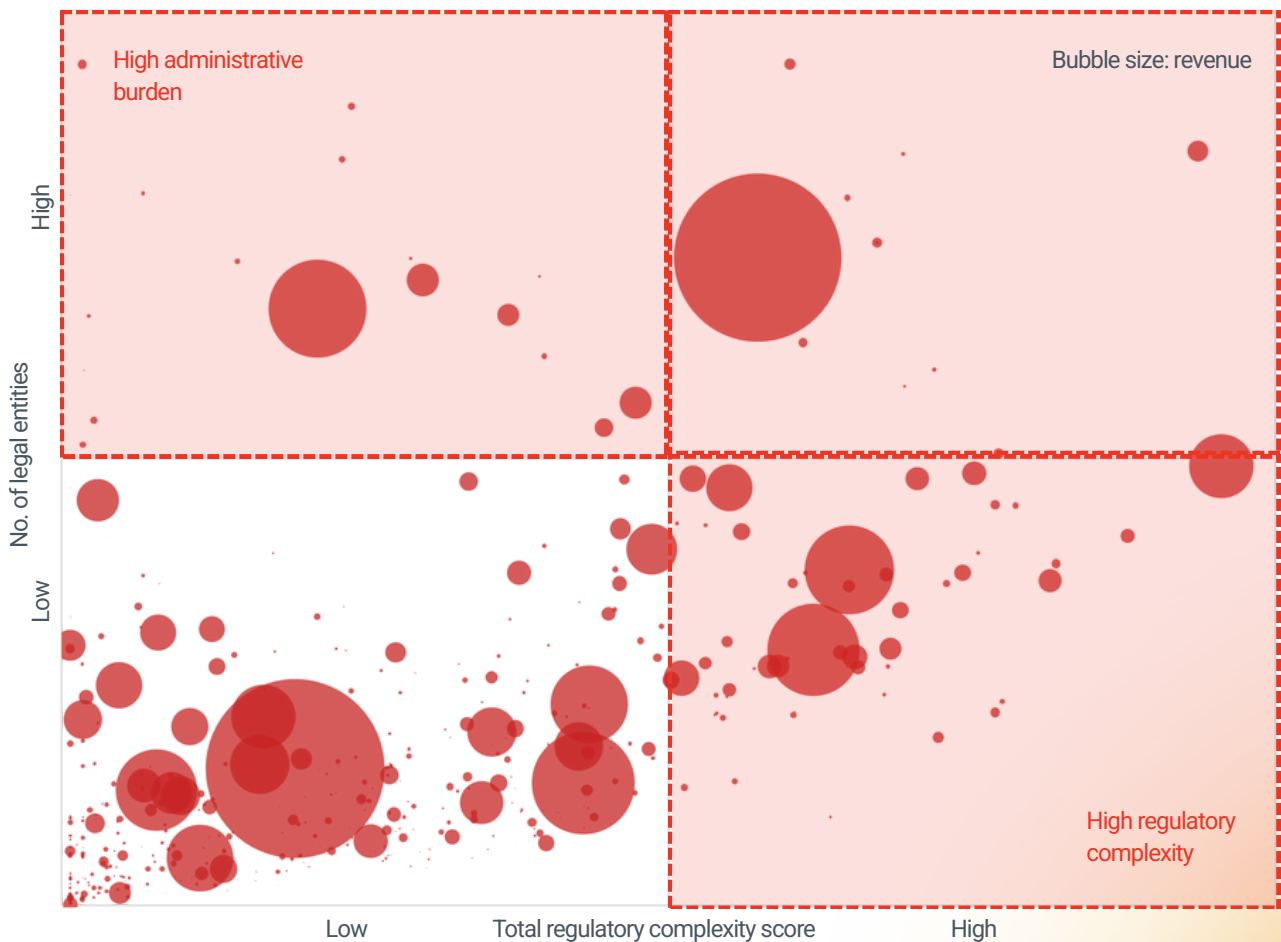 High administrative
burden
Bubble size: revenue
High
No. of legal entities
Low
High regulatory
complexity
Low
Total regulatory complexity score
High